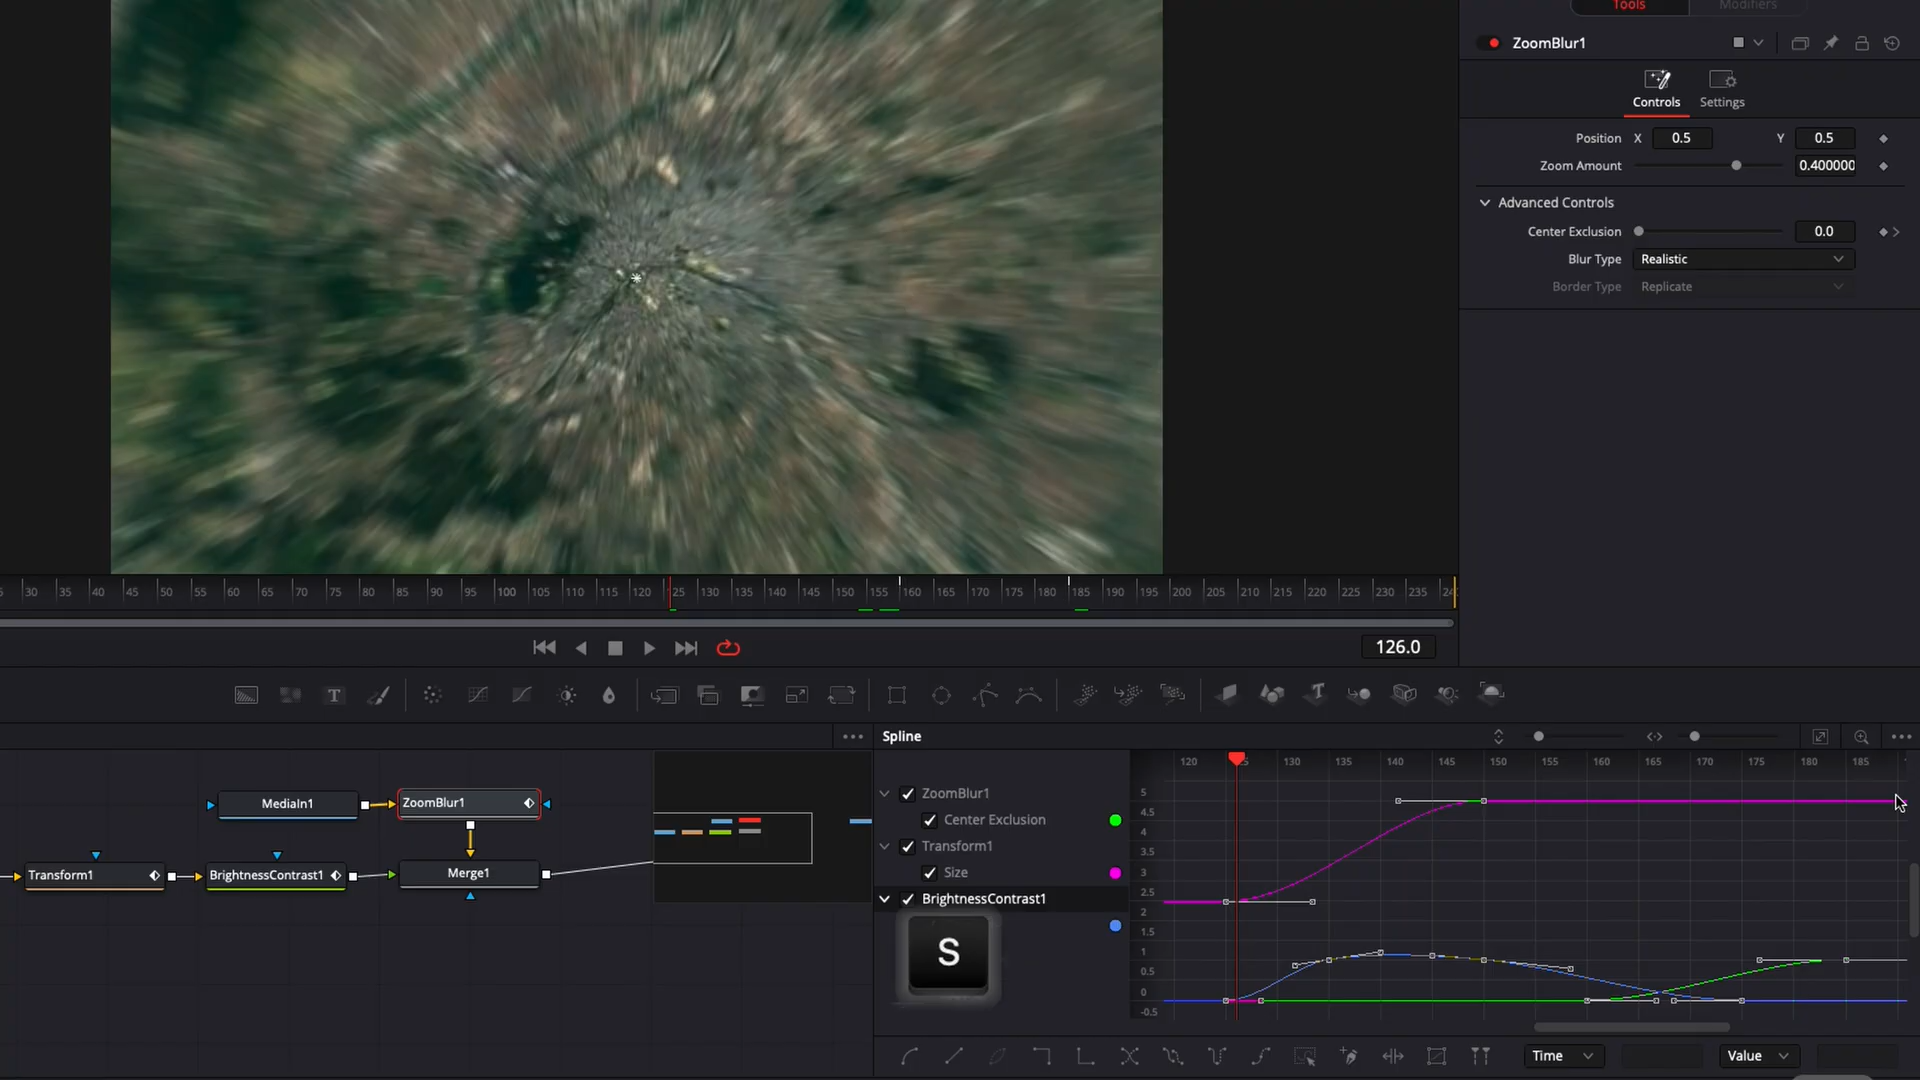 Tools Modifiers
ZoomBlur1
Controls Settings
Position X 0.5 Y 0.5
Zoom Amount 0.400000
Advanced Controls
Center Exclusion 0.0
Blur Type Realistic
Border Type Replicate
30 35 40 45 50 55 60 65 70 75 80 85 90 95 100 105 110 115 120 25 130 135 140 145 150 155 160 165 170 175 180 185 190 195 200 205 210 215 220 225 230 235 24
126.0
T
Spline
120 5 130 135 140 145 150 155 160 165 170 175 180 185
MediaIn1 ZoomBlur1
Transform1 BrightnessContrast1 Merge1
ZoomBlur1
Center Exclusion
Transform1
Size
BrightnessContrast1
S
5
4.5
4
3.5
3
2.5
2
1.5
1
0.5
0
-0.5
Time Value